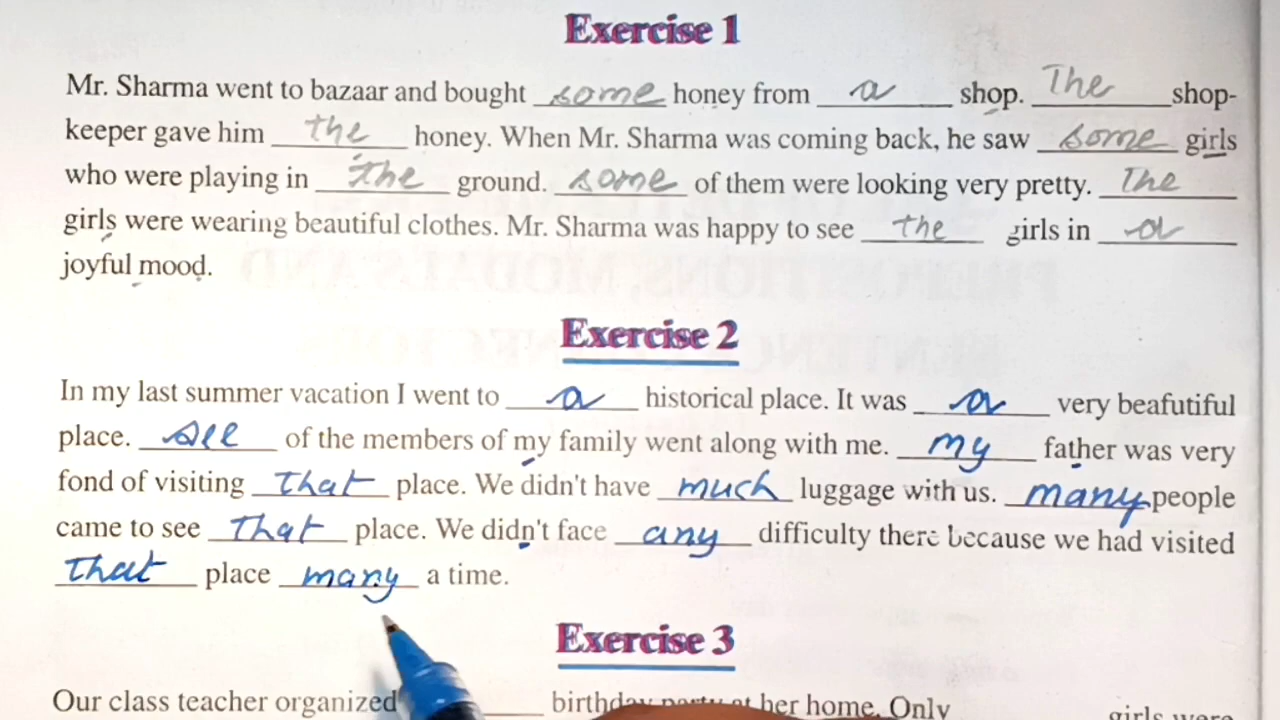 Exercise 1
Mr. Sharma went to bazaar and bought some honey from a shop. The shop-
keeper gave him the honey. When Mr. Sharma was coming back, he saw some girls
who were playing in the ground. some of them were looking very pretty. The
girls were wearing beautiful clothes. Mr. Sharma was happy to see the girls in a
joyful mood.
Exercise 2
In my last summer vacation I went to a historical place. It was a very beafutiful
place. All of the members of my family went along with me. my father was very
fond of visiting that place. We didn't have much luggage with us. many people
came to see that place. We didn't face any difficulty there because we had visited
that place many a time.
Exercise 3
Our class teacher organized birthday party at her home. Only girls were